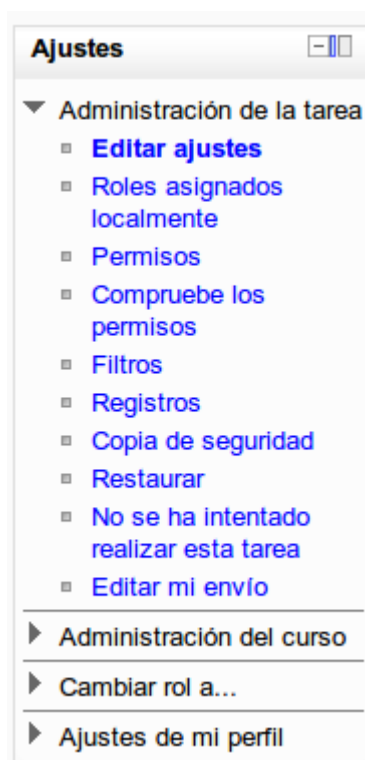 Ajustes
Administración de la tarea
Editar ajustes
Roles asignados
localmente
Permisos
Compruebe los
permisos
Filtros
Registros
Copia de seguridad
Restaurar
No se ha intentado
realizar esta tarea
Editar mi envío
Administración del curso
Cambiar rol a...
Ajustes de mi perfil